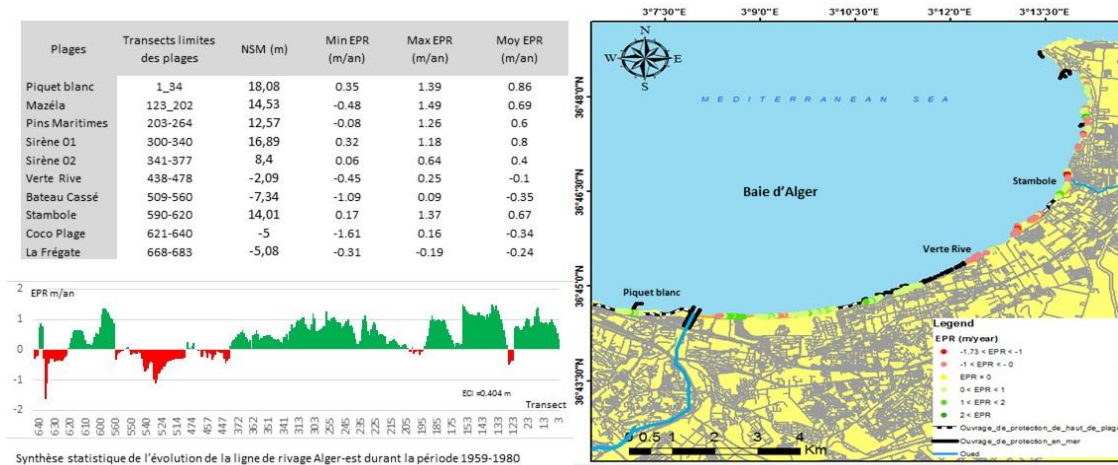 Plages Transects limites des plages NSM (m) Min EPR (m/an) Max EPR (m/an) Moy EPR (m/an)
Piquet blanc 1_34 18,08 0.35 1.39 0.86
Mazéla 123_202 14,53 -0.48 1.49 0.69
Pins Maritimes 203-264 12,57 -0.08 1.26 0.6
Sirène 01 300-340 16,89 0.32 1.18 0.8
Sirène 02 341-377 8,4 0.06 0.64 0.4
Verte Rive 438-478 -2,09 -0.45 0.25 -0.1
Bateau Cassé 509-560 -7,34 -1.09 0.09 -0.35
Stambole 590-620 14,01 0.17 1.37 0.67
Coco Plage 621-640 -5 -1.61 0.16 -0.34
La Frégate 668-683 -5,08 -0.31 -0.19 -0.24
2
EPR m/an
1
0
-1
ECI =0.404 m
Transect
-2
640 630 620 610 600 560 550 540 524 514 474 457 447 372 362 351 341 313 303 255 245 235 225 215 205 195 185 175 153 143 133 123 23 13 3
Synthèse statistique de l'évolution de la ligne de rivage Alger-est durant la période 1959-1980
3°7'30"E 3°9'0"E 3°10'30"E 3°12'0"E 3°13'30"E
N
W E
S
36°48'0"N
MEDITERRANEAN SEA
Stambole
36°46'30"N
Baie d'Alger
Verte Rive
36°45'0"N
Piquet blanc
Legend
EPR (m/year)
-1.73 < EPR < -1
-1 < EPR < - 0
EPR = 0
0 < EPR < 1
1 < EPR < 2
2 < EPR
Ouvrage_de_protection_de_haut_de_plage
Ouvrage_de_protection_en_mer
Oued
36°43'30"N
0 0.5 1 2 3 4
Km